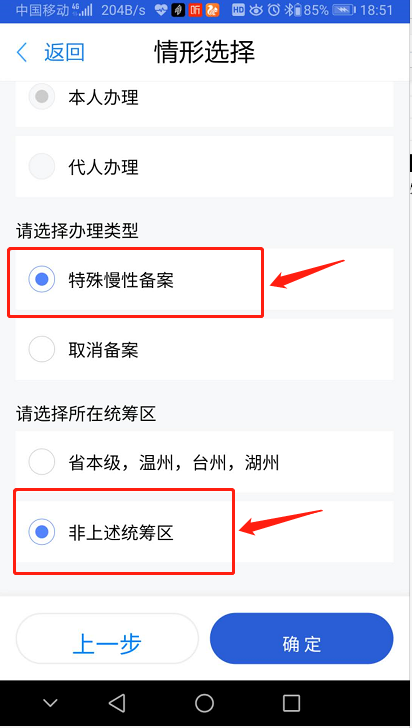 中国移动 4G 204B/s 听 HD 85% 18:51
返回 情形选择
本人办理
代人办理
请选择办理类型
特殊慢性备案
取消备案
请选择所在统筹区
省本级，温州，台州，湖州
非上述统筹区
上一步 确定